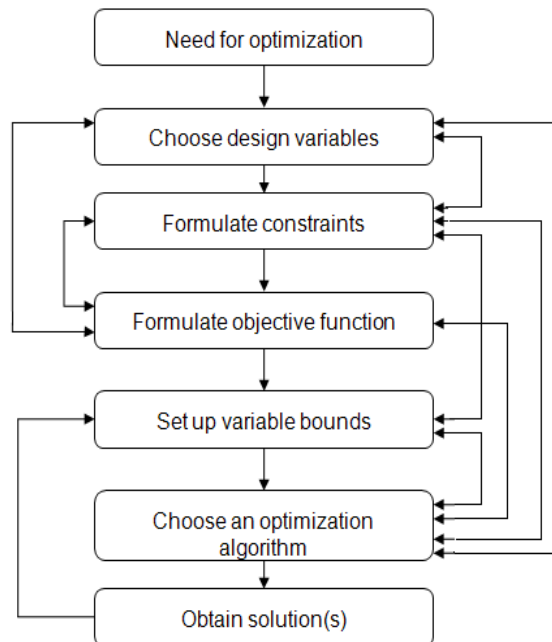 Need for optimization
Choose design variables
Formulate constraints
Formulate objective function
Set up variable bounds
Choose an optimization
algorithm
Obtain solution(s)